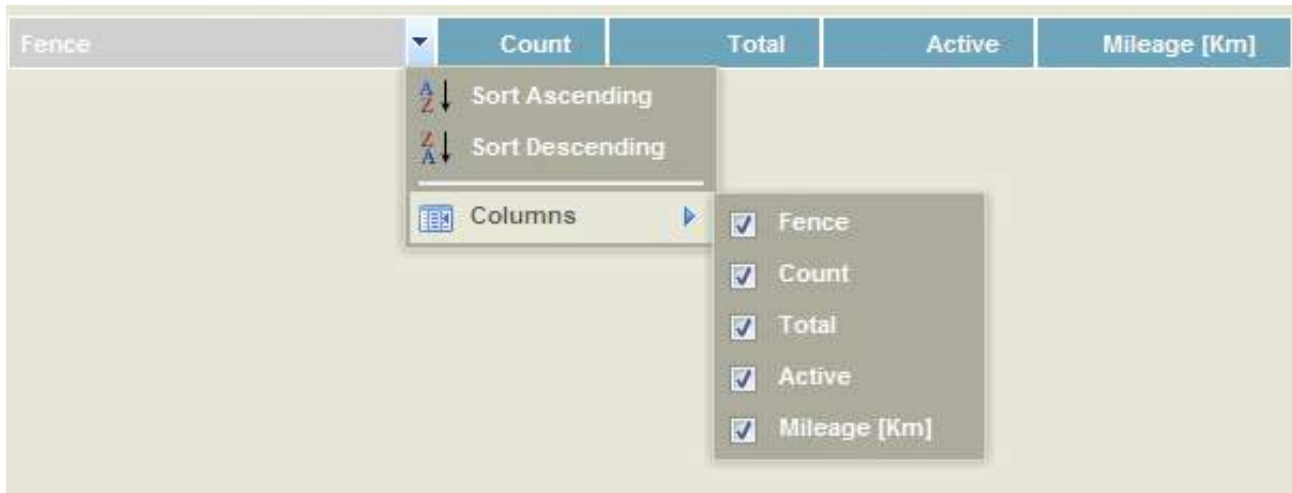 Fence Count Total Active Mileage [Km]
Sort Ascending
Sort Descending
Columns
Fence
Count
Total
Active
Mileage [Km]